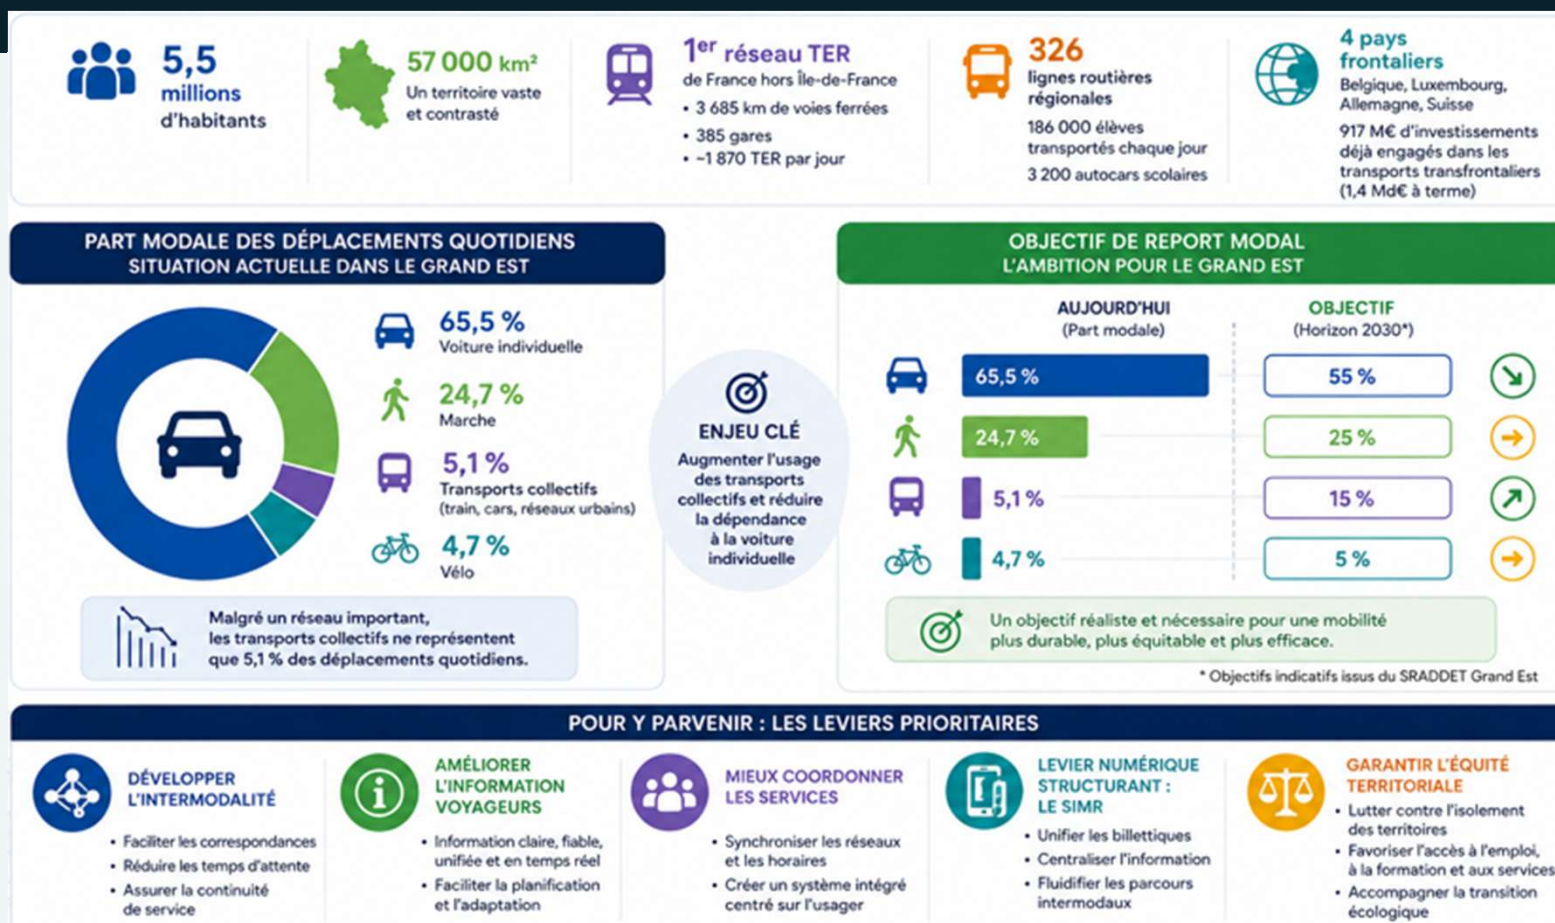 5,5
millions
d'habitants
57 000 km²
Un territoire vaste
et contrasté
1er réseau TER
de France hors Île-de-France
• 3 685 km de voies ferrées
• 385 gares
• ~1 870 TER par jour
326
lignes routières
régionales
186 000 élèves
transportés chaque jour
3 200 autocars scolaires
4 pays
frontaliers
Belgique, Luxembourg,
Allemagne, Suisse
917 M€ d'investissements
déjà engagés dans les
transports transfrontaliers
(1,4 Md€ à terme)
PART MODALE DES DÉPLACEMENTS QUOTIDIENS
SITUATION ACTUELLE DANS LE GRAND EST
65,5 %
Voiture individuelle
24,7 %
Marche
5,1 %
Transports collectifs
(train, cars, réseaux urbains)
4,7 %
Vélo
Malgré un réseau important,
les transports collectifs ne représentent
que 5,1 % des déplacements quotidiens.
ENJEU CLÉ
Augmenter l'usage
des transports
collectifs et réduire
la dépendance
à la voiture
individuelle
OBJECTIF DE REPORT MODAL
L'AMBITION POUR LE GRAND EST
AUJOURD'HUI
(Part modale)
OBJECTIF
(Horizon 2030*)
65,5 %
55 %
24,7 %
25 %
5,1 %
15 %
4,7 %
5 %
Un objectif réaliste et nécessaire pour une mobilité
plus durable, plus équitable et plus efficace.
* Objectifs indicatifs issus du SRADDET Grand Est
POUR Y PARVENIR : LES LEVIERS PRIORITAIRES
DÉVELOPPER
L'INTERMODALITÉ
• Faciliter les correspondances
• Réduire les temps d'attente
• Assurer la continuité
de service
AMÉLIORER
L'INFORMATION
VOYAGEURS
• Information claire, fiable,
unifiée et en temps réel
• Faciliter la planification
et l'adaptation
MIEUX COORDONNER
LES SERVICES
• Synchroniser les réseaux
et les horaires
• Créer un système intégré
centré sur l'usager
LEVIER NUMÉRIQUE
STRUCTURANT :
LE SIMR
• Unifier les billettiques
• Centraliser l'information
• Fluidifier les parcours
intermodaux
GARANTIR L'ÉQUITÉ
TERRITORIALE
• Lutter contre l'isolement
des territoires
• Favoriser l'accès à l'emploi,
à la formation et aux services
• Accompagner la transition
écologique